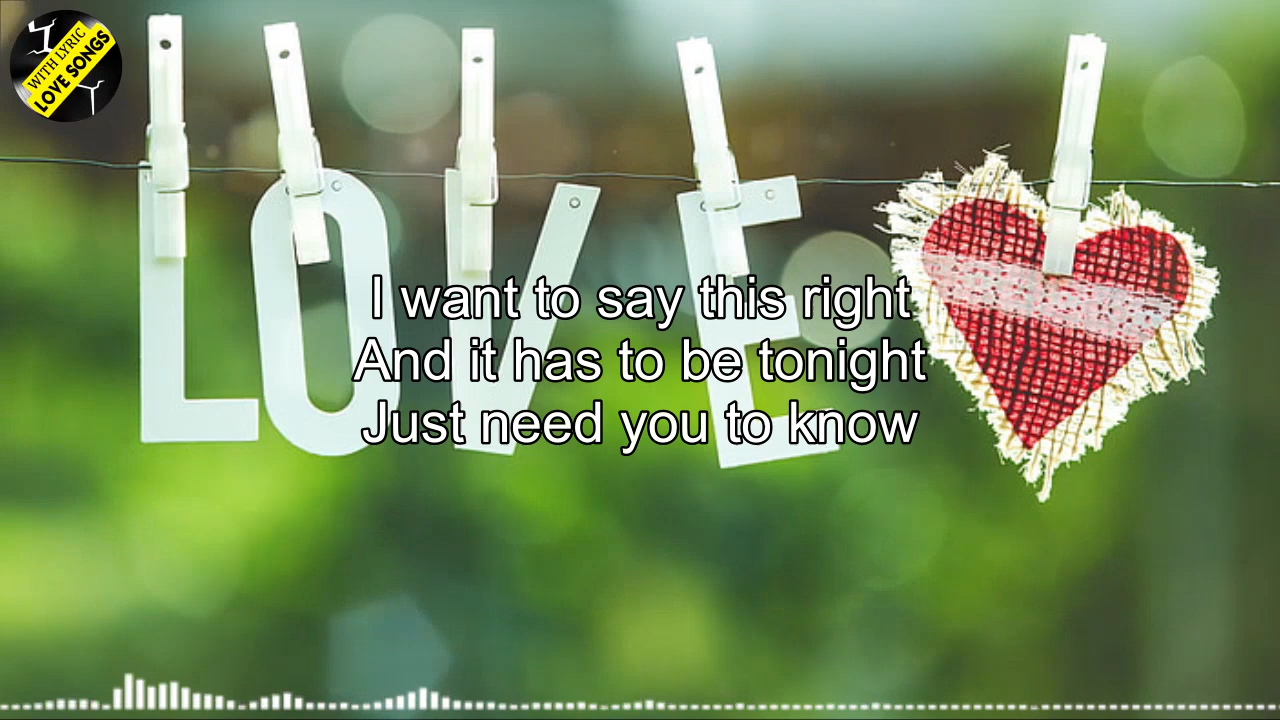 WITH LYRIC
LOVE SONGS
LOVE
I want to say this right
And it has to be tonight
Just need you to know